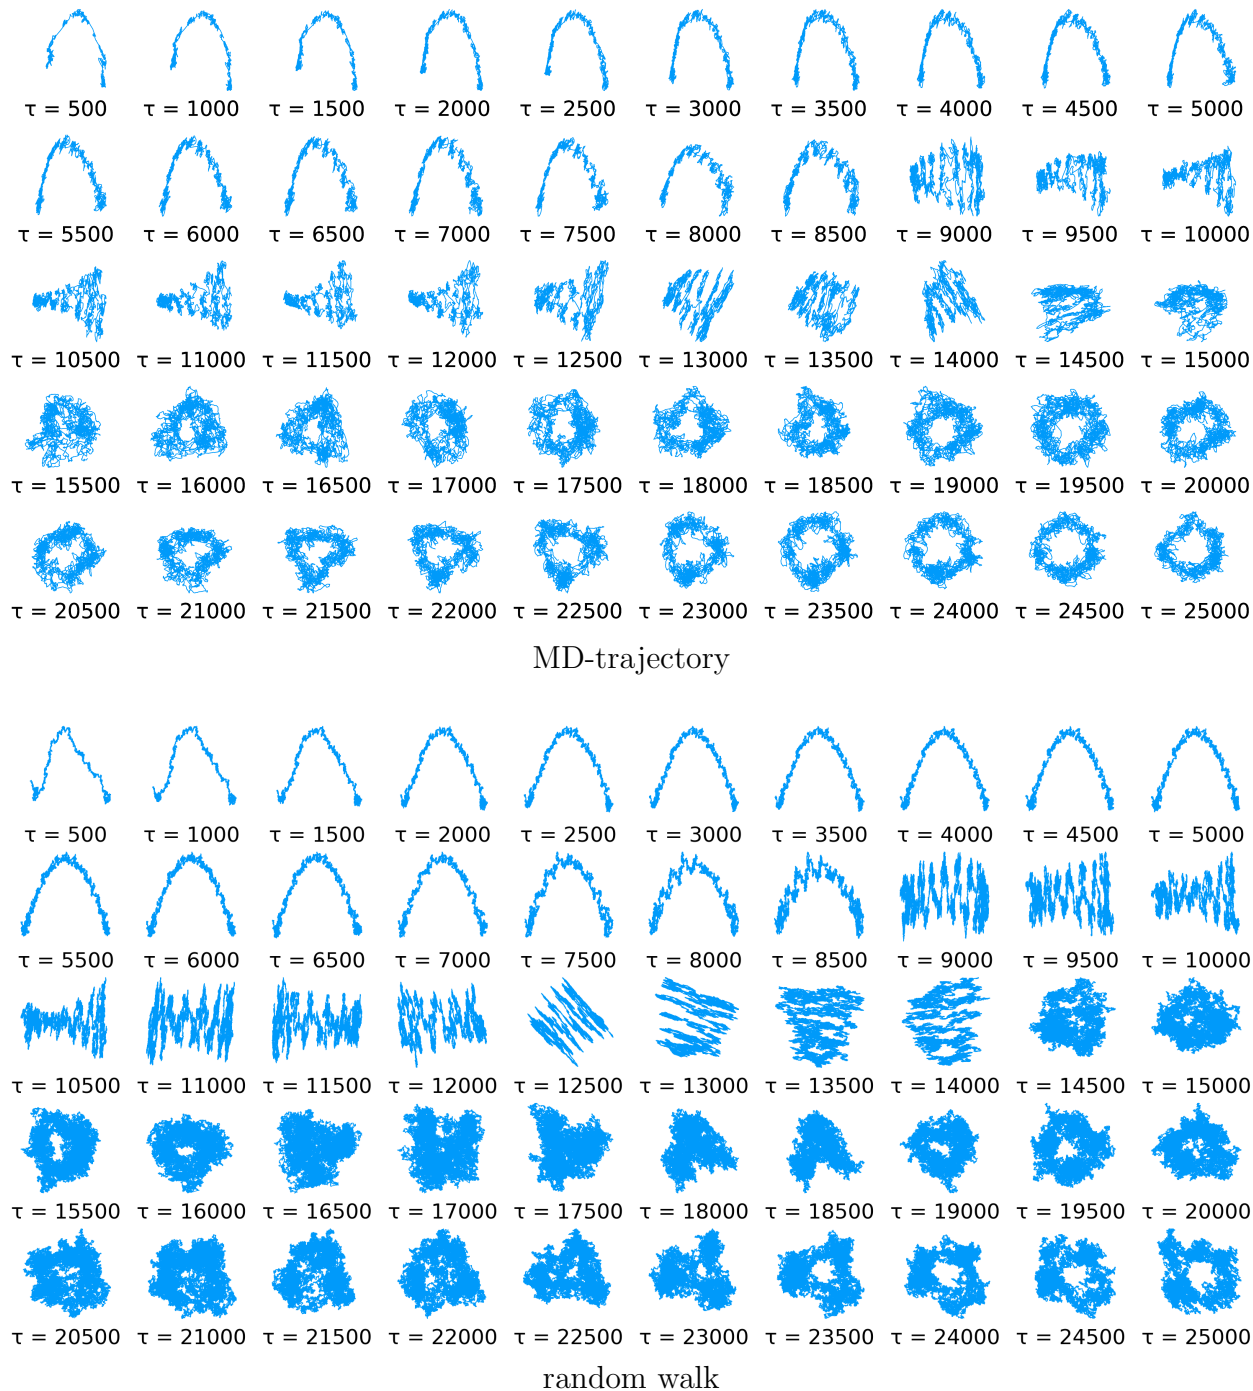 τ = 500 τ = 1000 τ = 1500 τ = 2000 τ = 2500 τ = 3000 τ = 3500 τ = 4000 τ = 4500 τ = 5000
τ = 5500 τ = 6000 τ = 6500 τ = 7000 τ = 7500 τ = 8000 τ = 8500 τ = 9000 τ = 9500 τ = 10000
τ = 10500 τ = 11000 τ = 11500 τ = 12000 τ = 12500 τ = 13000 τ = 13500 τ = 14000 τ = 14500 τ = 15000
τ = 15500 τ = 16000 τ = 16500 τ = 17000 τ = 17500 τ = 18000 τ = 18500 τ = 19000 τ = 19500 τ = 20000
τ = 20500 τ = 21000 τ = 21500 τ = 22000 τ = 22500 τ = 23000 τ = 23500 τ = 24000 τ = 24500 τ = 25000
MD-trajectory
τ = 500 τ = 1000 τ = 1500 τ = 2000 τ = 2500 τ = 3000 τ = 3500 τ = 4000 τ = 4500 τ = 5000
τ = 5500 τ = 6000 τ = 6500 τ = 7000 τ = 7500 τ = 8000 τ = 8500 τ = 9000 τ = 9500 τ = 10000
τ = 10500 τ = 11000 τ = 11500 τ = 12000 τ = 12500 τ = 13000 τ = 13500 τ = 14000 τ = 14500 τ = 15000
τ = 15500 τ = 16000 τ = 16500 τ = 17000 τ = 17500 τ = 18000 τ = 18500 τ = 19000 τ = 19500 τ = 20000
τ = 20500 τ = 21000 τ = 21500 τ = 22000 τ = 22500 τ = 23000 τ = 23500 τ = 24000 τ = 24500 τ = 25000
random walk